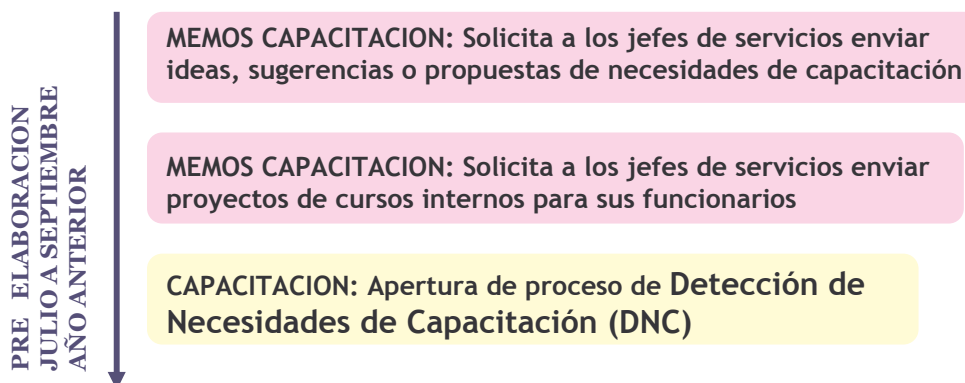 PRE ELABORACION
JULIO A SEPTIEMBRE
AÑO ANTERIOR
MEMOS CAPACITACION: Solicita a los jefes de servicios enviar
ideas, sugerencias o propuestas de necesidades de capacitación
MEMOS CAPACITACION: Solicita a los jefes de servicios enviar
proyectos de cursos internos para sus funcionarios
CAPACITACION: Apertura de proceso de Detección de
Necesidades de Capacitación (DNC)